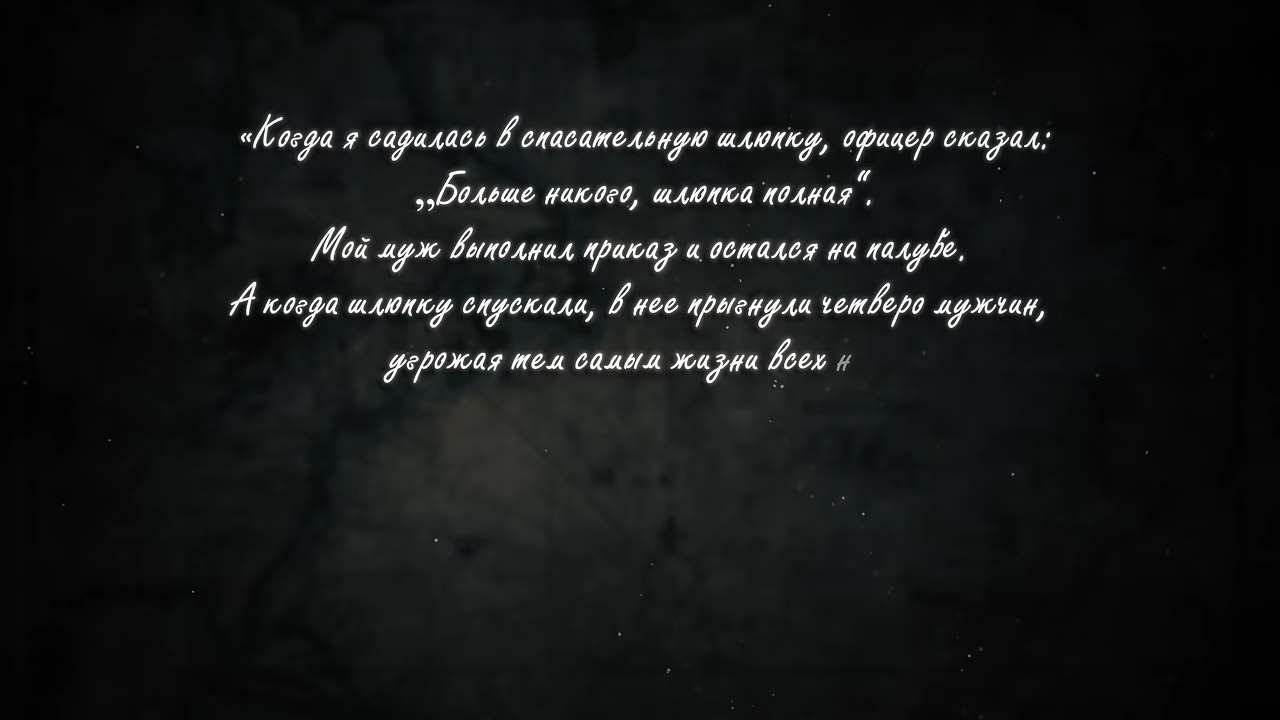 «Когда я садилась в спасательную шлюпку, офицер сказал:
„Больше никого, шлюпка полная“.
Мой муж выполнил приказ и остался на палубе.
А когда шлюпку спускали, в нее прыгнули четверо мужчин,
угрожая тем самым жизни всех н